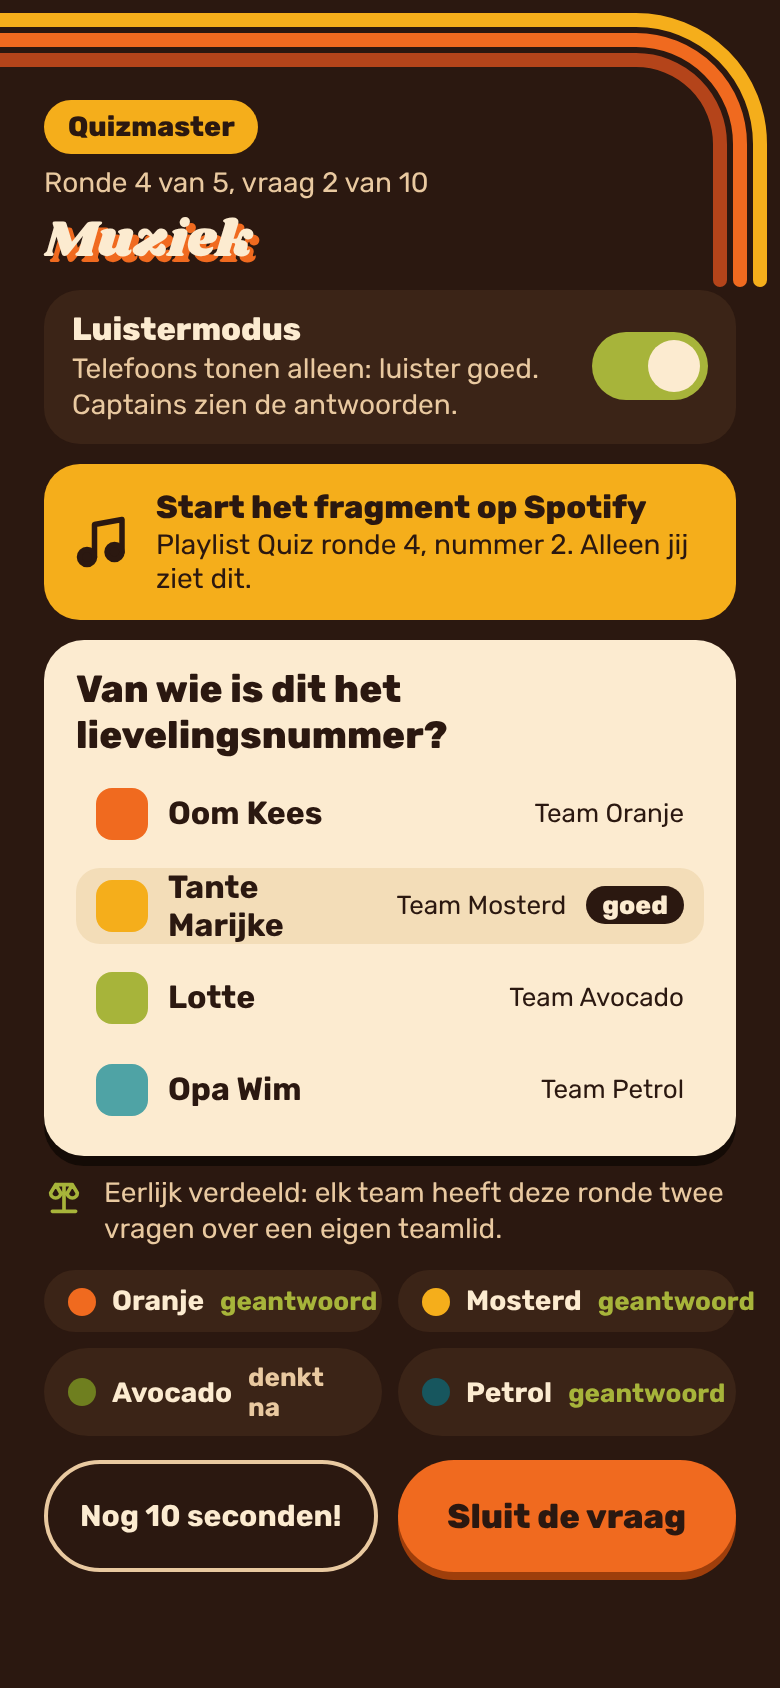 Quizmaster
Ronde 4 van 5, vraag 2 van 10
Muziek
Luistermodus
Telefoons tonen alleen: luister goed.
Captains zien de antwoorden.
Start het fragment op Spotify
Playlist Quiz ronde 4, nummer 2. Alleen jij
ziet dit.
Van wie is dit het
lievelingsnummer?
Oom Kees Team Oranje
Tante
Marijke Team Mosterd goed
Lotte Team Avocado
Opa Wim Team Petrol
Eerlijk verdeeld: elk team heeft deze ronde twee
vragen over een eigen teamlid.
Oranje geantwoord Mosterd geantwoord
Avocado denkt
na Petrol geantwoord
Nog 10 seconden! Sluit de vraag